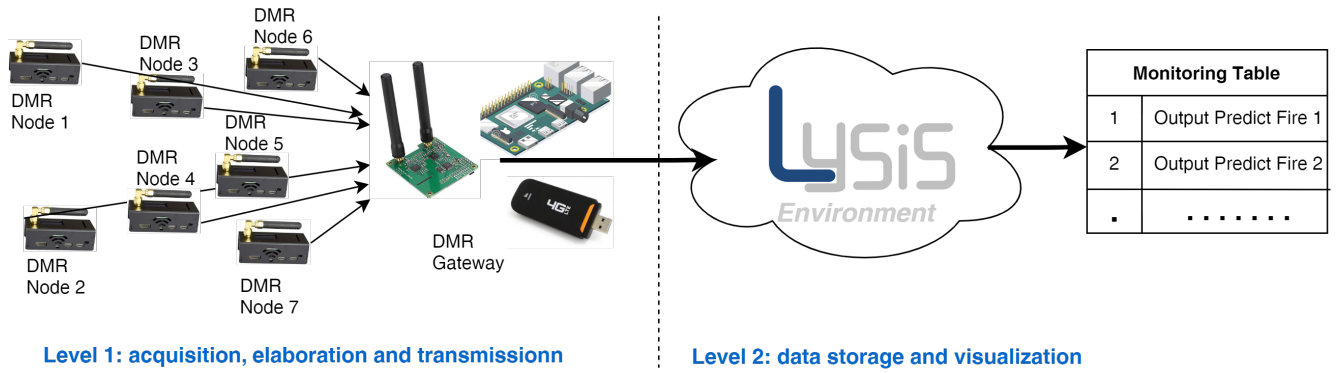 DMR
Node 1
DMR
Node 3
DMR
Node 6
DMR
Node 5
DMR
Node 4
DMR
Node 2
DMR
Node 7
DMR
Gateway
4G LTE
Lysis
Environment
Monitoring Table
1 Output Predict Fire 1
2 Output Predict Fire 2
. . . . . . . .
Level 1: acquisition, elaboration and transmissionn
Level 2: data storage and visualization